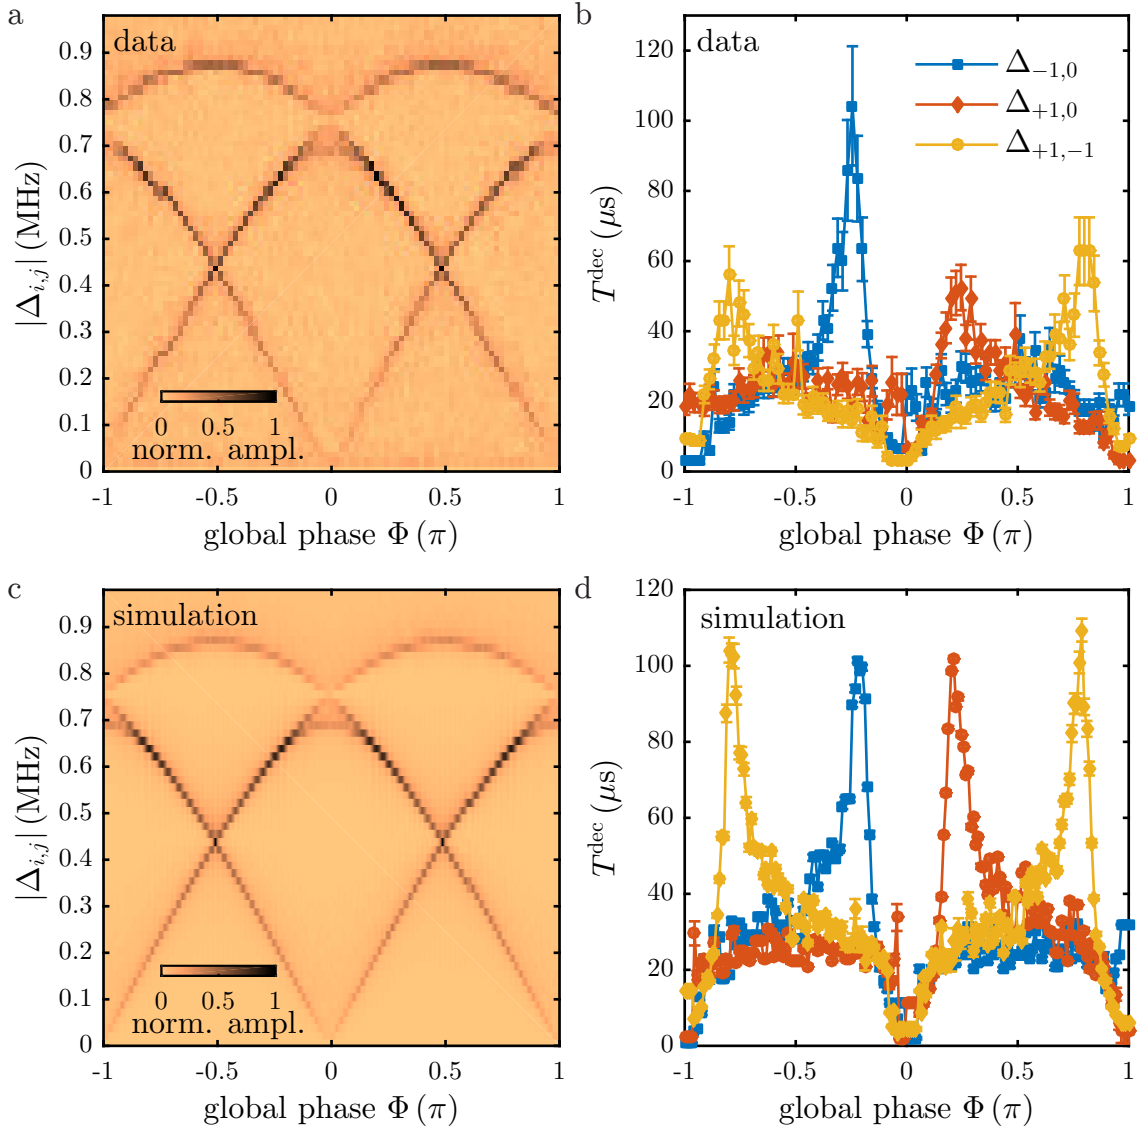 a
data
|Δi,j| (MHz)
0.9
0.8
0.7
0.6
0.5
0.4
0.3
0.2
0.1
0
0 0.5 1
norm. ampl.
-1 -0.5 0 0.5 1
global phase Φ (π)
b
data
T^dec (μs)
120
100
80
60
40
20
0
Δ−1,0
Δ+1,0
Δ+1,−1
-1 -0.5 0 0.5 1
global phase Φ (π)
c
simulation
|Δi,j| (MHz)
0.9
0.8
0.7
0.6
0.5
0.4
0.3
0.2
0.1
0
0 0.5 1
norm. ampl.
-1 -0.5 0 0.5 1
global phase Φ (π)
d
simulation
T^dec (μs)
120
100
80
60
40
20
0
-1 -0.5 0 0.5 1
global phase Φ (π)